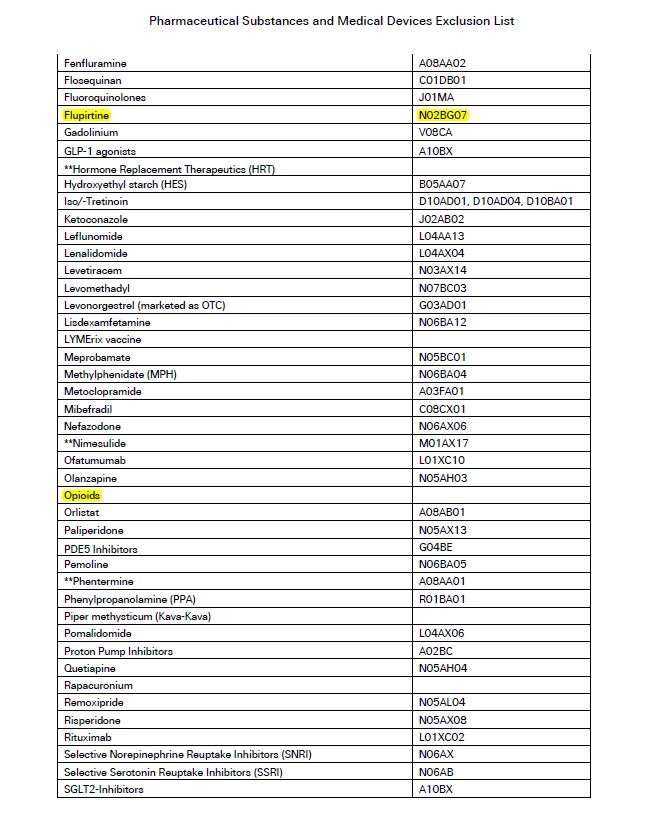 Pharmaceutical Substances and Medical Devices Exclusion List
Fenfluramine A08AA02
Flosequinan C01DB01
Fluoroquinolones J01MA
Flupirtine N02BG07
Gadolinium V08CA
GLP-1 agonists A10BX
**Hormone Replacement Therapeutics (HRT)
Hydroxyethyl starch (HES) B05AA07
Iso/-Tretinoin D10AD01, D10AD04, D10BA01
Ketoconazole J02AB02
Leflunomide L04AA13
Lenalidomide L04AX04
Levetiracem N03AX14
Levomethadyl N07BC03
Levonorgestrel (marketed as OTC) G03AD01
Lisdexamfetamine N06BA12
LYMErix vaccine
Meprobamate N05BC01
Methylphenidate (MPH) N06BA04
Metoclopramide A03FA01
Mibefradil C08CX01
Nefazodone N06AX06
**Nimesulide M01AX17
Ofatumumab L01XC10
Olanzapine N05AH03
Opioids
Orlistat A08AB01
Paliperidone N05AX13
PDE5 Inhibitors G04BE
Pemoline N06BA05
**Phentermine A08AA01
Phenylpropanolamine (PPA) R01BA01
Piper methysticum (Kava-Kava)
Pomalidomide L04AX06
Proton Pump Inhibitors A02BC
Quetiapine N05AH04
Rapacuronium
Remoxipride N05AL04
Risperidone N05AX08
Rituximab L01XC02
Selective Norepinephrine Reuptake Inhibitors (SNRI) N06AX
Selective Serotonin Reuptake Inhibitors (SSRI) N06AB
SGLT2-Inhibitors A10BX